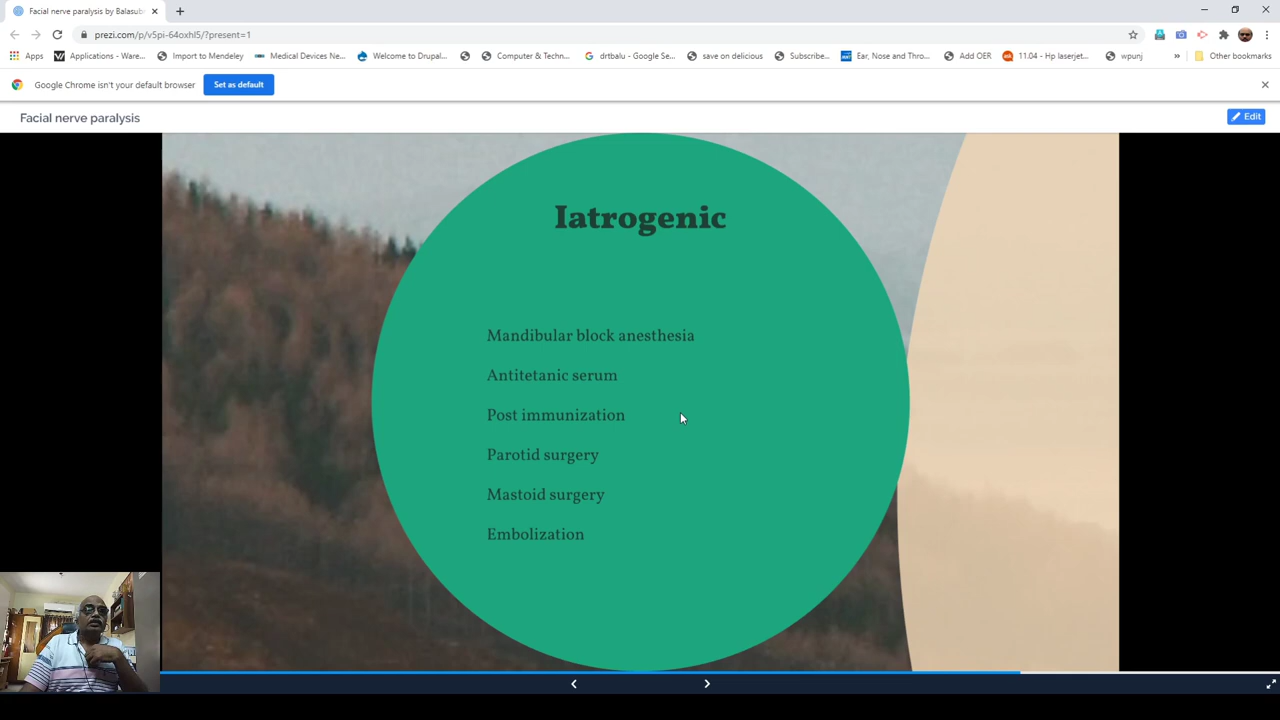 Facial nerve paralysis by Balasub
prezi.com/p/v5pi-64oxhl5/?present=1
Apps
Applications - Ware...
Import to Mendeley
Medical Devices Ne...
Welcome to Drupal...
Computer & Techn...
drtbalu - Google Se...
save on delicious
Subscribe...
Ear, Nose and Thro...
Add OER
11.04 - Hp laserjet...
wpunj
»
Other bookmarks
Google Chrome isn't your default browser
Set as default
Facial nerve paralysis
Edit
Iatrogenic
Mandibular block anesthesia
Antitetanic serum
Post immunization
Parotid surgery
Mastoid surgery
Embolization